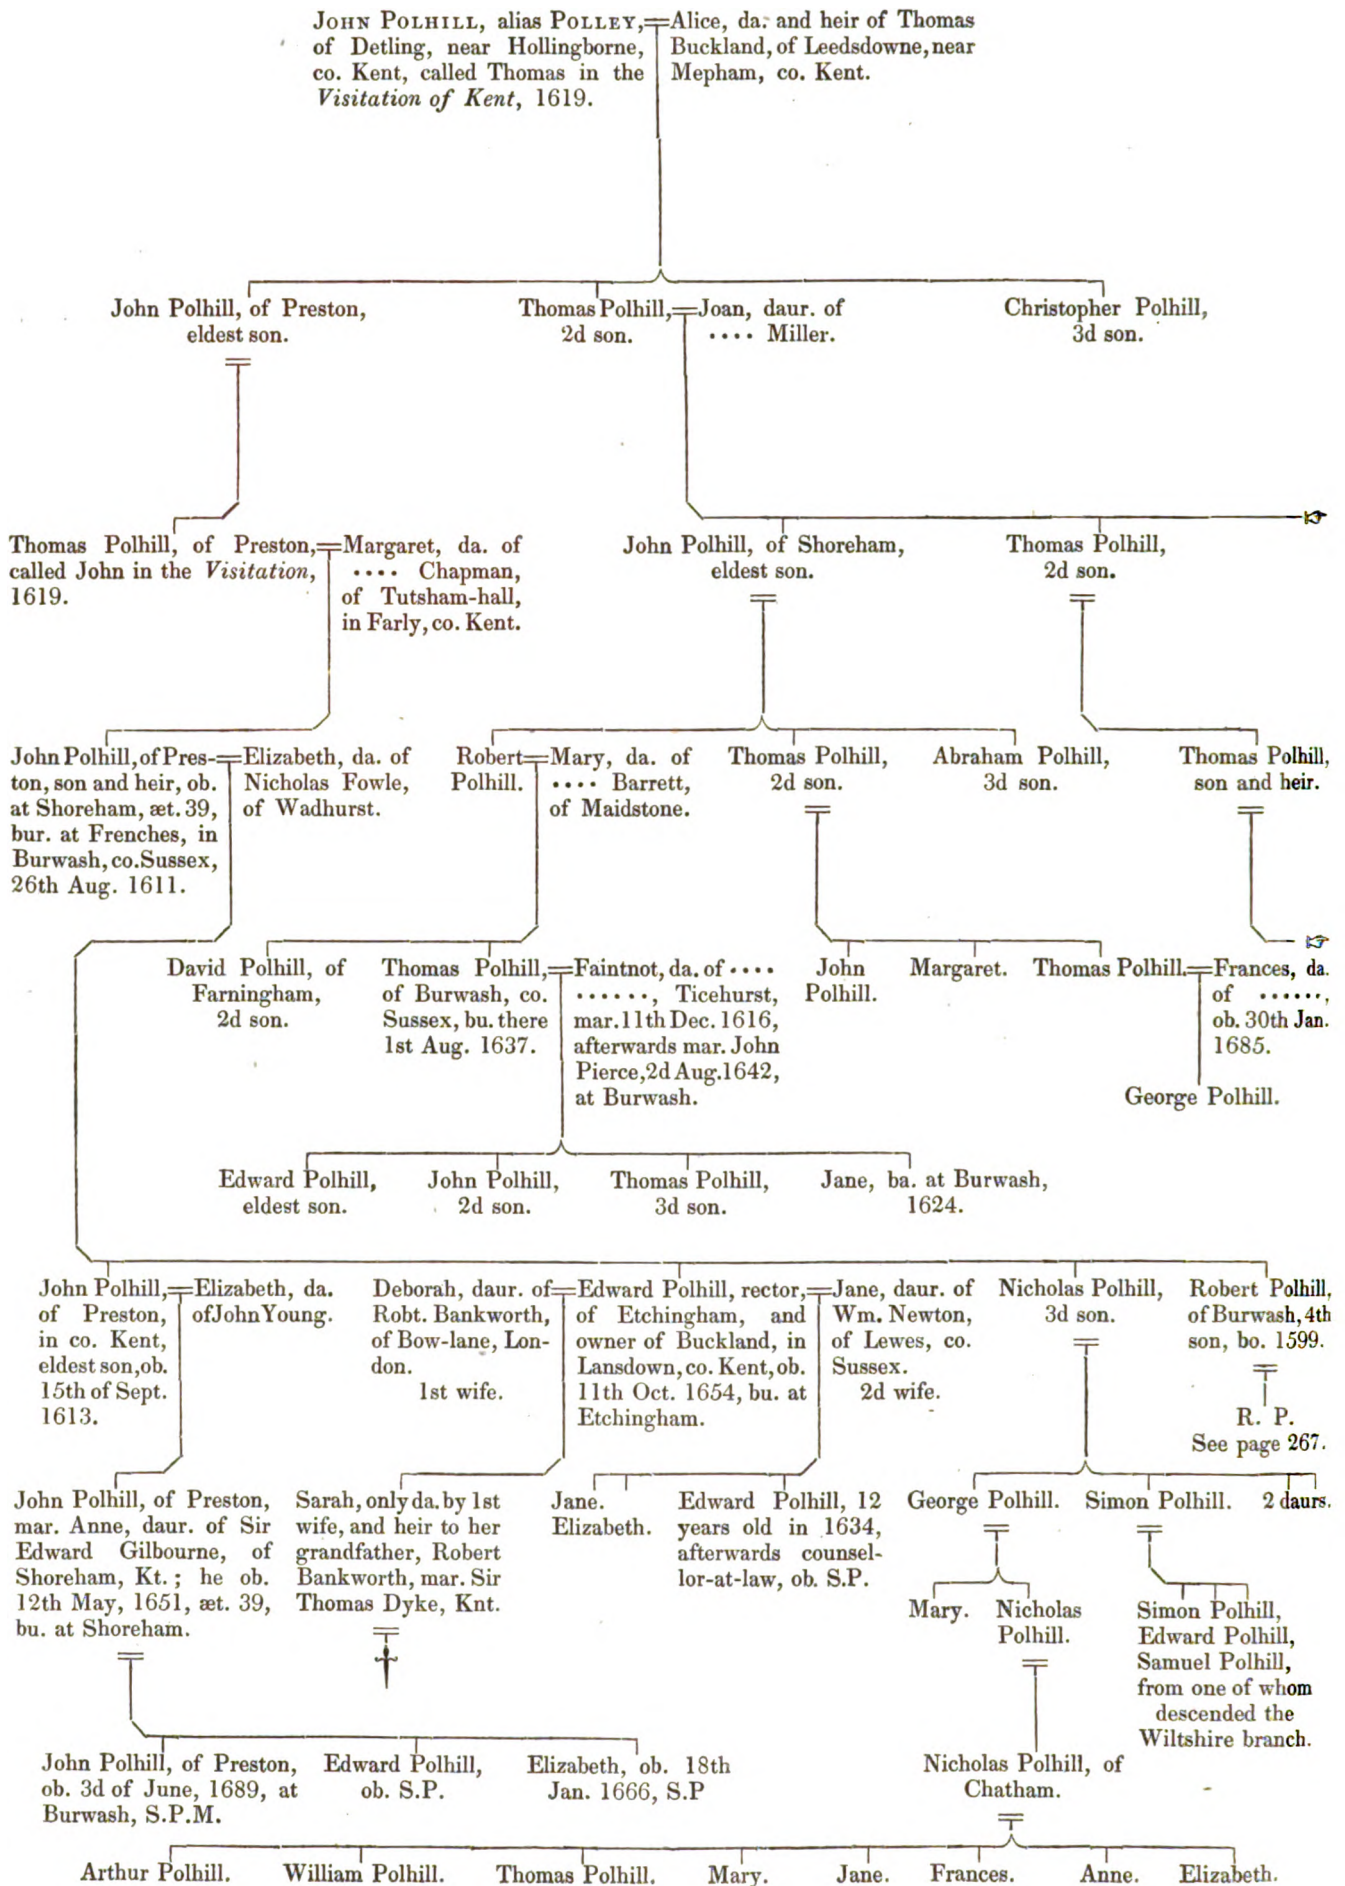 JOHN POLHILL, alias POLLEY,
of Detling, near Hollingborne,
co. Kent, called Thomas in the
Visitation of Kent, 1619.
Alice, da. and heir of Thomas
Buckland, of Leedsdowne, near
Mepham, co. Kent.
John Polhill, of Preston,
eldest son.
Thomas Polhill,
2d son.
Joan, daur. of
.... Miller.
Christopher Polhill,
3d son.
Thomas Polhill, of Preston,
called John in the Visitation,
1619.
Margaret, da. of
.... Chapman,
of Tutsham-hall,
in Farly, co. Kent.
John Polhill, of Shoreham,
eldest son.
Thomas Polhill,
2d son.
John Polhill, of Pres-
ton, son and heir, ob.
at Shoreham, æt. 39,
bur. at Frenches, in
Burwash, co. Sussex,
26th Aug. 1611.
Elizabeth, da. of
Nicholas Fowle,
of Wadhurst.
Robert
Polhill.
Mary, da. of
.... Barrett,
of Maidstone.
Thomas Polhill,
2d son.
Abraham Polhill,
3d son.
Thomas Polhill,
son and heir.
David Polhill, of
Farningham,
2d son.
Thomas Polhill,
of Burwash, co.
Sussex, bu. there
1st Aug. 1637.
Faintnot, da. of ....
......, Ticehurst,
mar. 11th Dec. 1616,
afterwards mar. John
Pierce, 2d Aug. 1642,
at Burwash.
John
Polhill.
Margaret.
Thomas Polhill.
Frances, da.
of ......,
ob. 30th Jan.
1685.
George Polhill.
Edward Polhill,
eldest son.
John Polhill,
2d son.
Thomas Polhill,
3d son.
Jane, ba. at Burwash,
1624.
John Polhill,
of Preston,
in co. Kent,
eldest son, ob.
15th of Sept.
1613.
Elizabeth, da.
of John Young.
Deborah, daur. of
Robt. Bankworth,
of Bow-lane, Lon-
don.
1st wife.
Edward Polhill, rector,
of Etchingham, and
owner of Buckland, in
Lansdown, co. Kent, ob.
11th Oct. 1654, bu. at
Etchingham.
Jane, daur. of
Wm. Newton,
of Lewes, co.
Sussex.
2d wife.
Nicholas Polhill,
3d son.
Robert Polhill,
of Burwash, 4th
son, bo. 1599.
R. P.
See page 267.
John Polhill, of Preston,
mar. Anne, daur. of Sir
Edward Gilbourne, of
Shoreham, Kt.; he ob.
12th May, 1651, æt. 39,
bu. at Shoreham.
Sarah, only da. by 1st
wife, and heir to her
grandfather, Robert
Bankworth, mar. Sir
Thomas Dyke, Knt.
Jane.
Elizabeth.
Edward Polhill, 12
years old in 1634,
afterwards counsel-
lor-at-law, ob. S.P.
George Polhill.
Simon Polhill.
2 daurs.
Mary.
Nicholas
Polhill.
Simon Polhill,
Edward Polhill,
Samuel Polhill,
from one of whom
descended the
Wiltshire branch.
John Polhill, of Preston,
ob. 3d of June, 1689, at
Burwash, S.P.M.
Edward Polhill,
ob. S.P.
Elizabeth, ob. 18th
Jan. 1666, S.P
Nicholas Polhill, of
Chatham.
Arthur Polhill.
William Polhill.
Thomas Polhill.
Mary.
Jane.
Frances.
Anne.
Elizabeth.